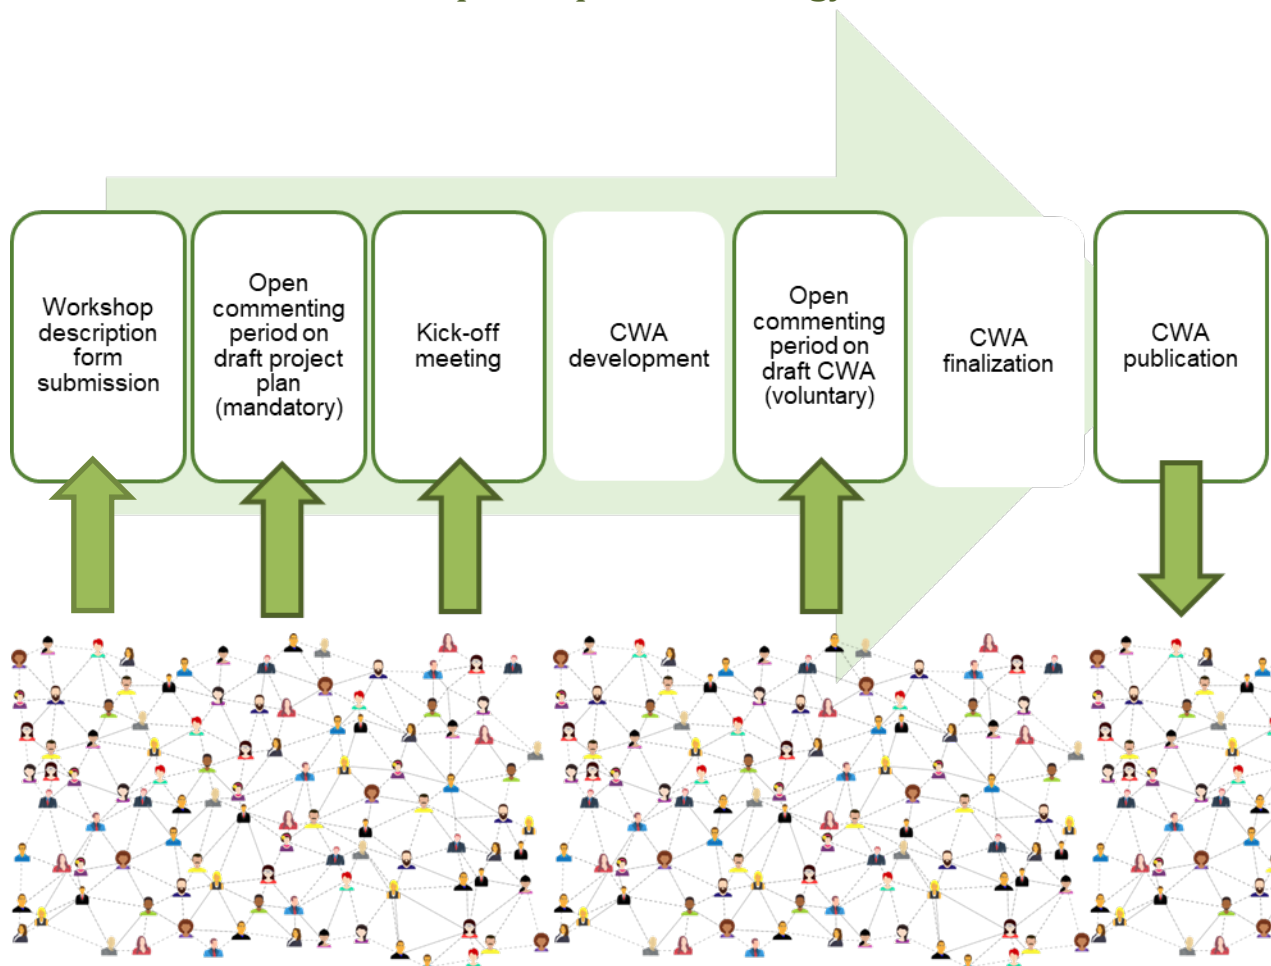 Workshop
description
form
submission
Open
commenting
period on
draft project
plan
(mandatory)
Kick-off
meeting
CWA
development
Open
commenting
period on
draft CWA
(voluntary)
CWA
finalization
CWA
publication